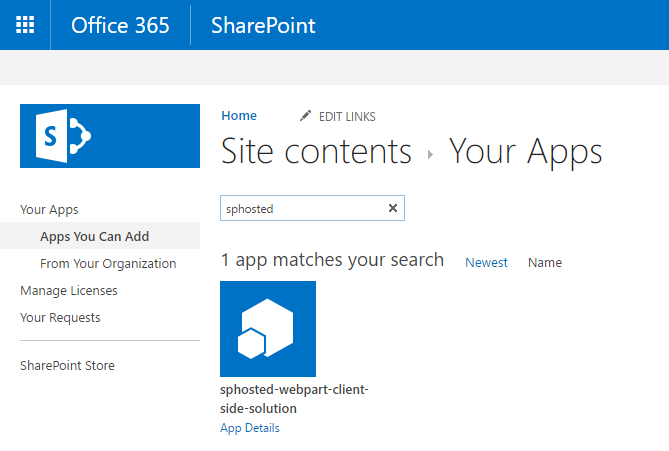 Office 365 SharePoint
Home EDIT LINKS
Site contents Your Apps
sphosted
Your Apps
Apps You Can Add
From Your Organization
Manage Licenses
Your Requests
SharePoint Store
1 app matches your search Newest Name
sphosted-webpart-client-
side-solution
App Details